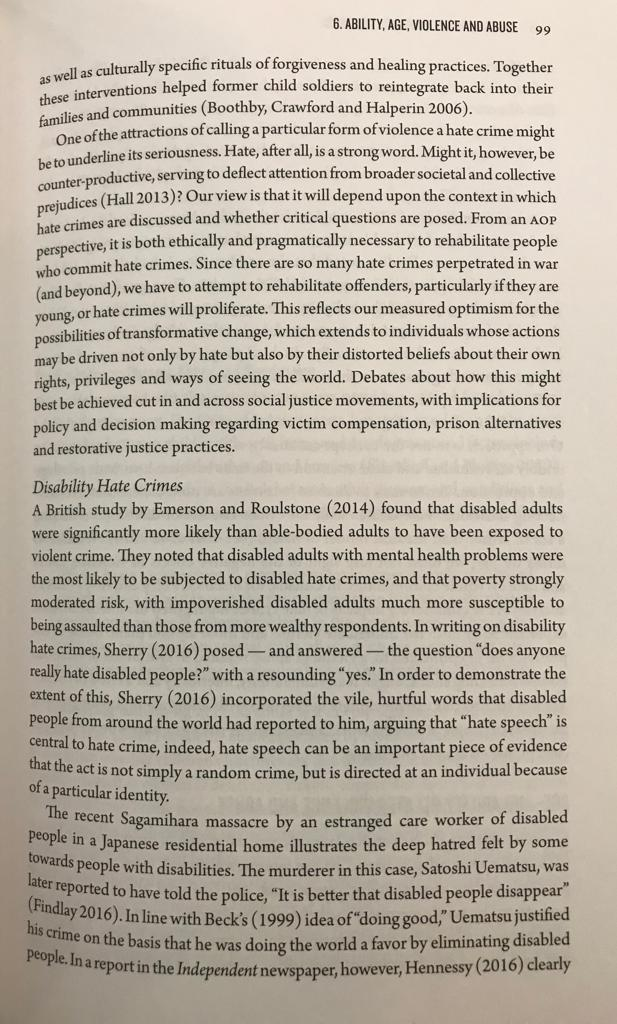 6. ABILITY, AGE, VIOLENCE AND ABUSE 99
as well as culturally specific rituals of forgiveness and healing practices. Together
these interventions helped former child soldiers to reintegrate back into their
families and communities (Boothby, Crawford and Halperin 2006).
One of the attractions of calling a particular form of violence a hate crime might
be to underline its seriousness. Hate, after all, is a strong word. Might it, however, be
counter-productive, serving to deflect attention from broader societal and collective
prejudices (Hall 2013)? Our view is that it will depend upon the context in which
hate crimes are discussed and whether critical questions are posed. From an AOP
perspective, it is both ethically and pragmatically necessary to rehabilitate people
who commit hate crimes. Since there are so many hate crimes perpetrated in war
(and beyond), we have to attempt to rehabilitate offenders, particularly if they are
young, or hate crimes will proliferate. This reflects our measured optimism for the
possibilities of transformative change, which extends to individuals whose actions
may be driven not only by hate but also by their distorted beliefs about their own
rights, privileges and ways of seeing the world. Debates about how this might
best be achieved cut in and across social justice movements, with implications for
policy and decision making regarding victim compensation, prison alternatives
and restorative justice practices.
Disability Hate Crimes
A British study by Emerson and Roulstone (2014) found that disabled adults
were significantly more likely than able-bodied adults to have been exposed to
violent crime. They noted that disabled adults with mental health problems were
the most likely to be subjected to disabled hate crimes, and that poverty strongly
moderated risk, with impoverished disabled adults much more susceptible to
being assaulted than those from more wealthy respondents. In writing on disability
hate crimes, Sherry (2016) posed — and answered — the question “does anyone
really hate disabled people?” with a resounding “yes.” In order to demonstrate the
extent of this, Sherry (2016) incorporated the vile, hurtful words that disabled
people from around the world had reported to him, arguing that “hate speech” is
central to hate crime, indeed, hate speech can be an important piece of evidence
that the act is not simply a random crime, but is directed at an individual because
of a particular identity.
The recent Sagamihara massacre by an estranged care worker of disabled
people in a Japanese residential home illustrates the deep hatred felt by some
towards people with disabilities. The murderer in this case, Satoshi Uematsu, was
later reported to have told the police, “It is better that disabled people disappear”
(Findlay 2016). In line with Beck’s (1999) idea of “doing good,” Uematsu justified
his crime on the basis that he was doing the world a favor by eliminating disabled
people. In a report in the Independent newspaper, however, Hennessy (2016) clearly